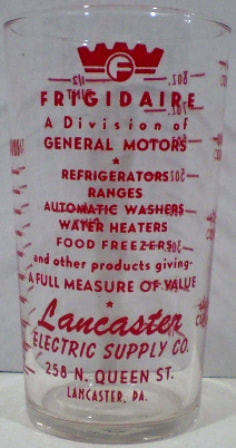 F
FRIGIDAIRE
A Division of
GENERAL MOTORS
REFRIGERATORS
RANGES
AUTOMATIC WASHERS
WATER HEATERS
FOOD FREEZERS
and other products giving-
A FULL MEASURE OF VALUE
Lancaster
ELECTRIC SUPPLY CO.
258 N. QUEEN ST.
LANCASTER, PA.